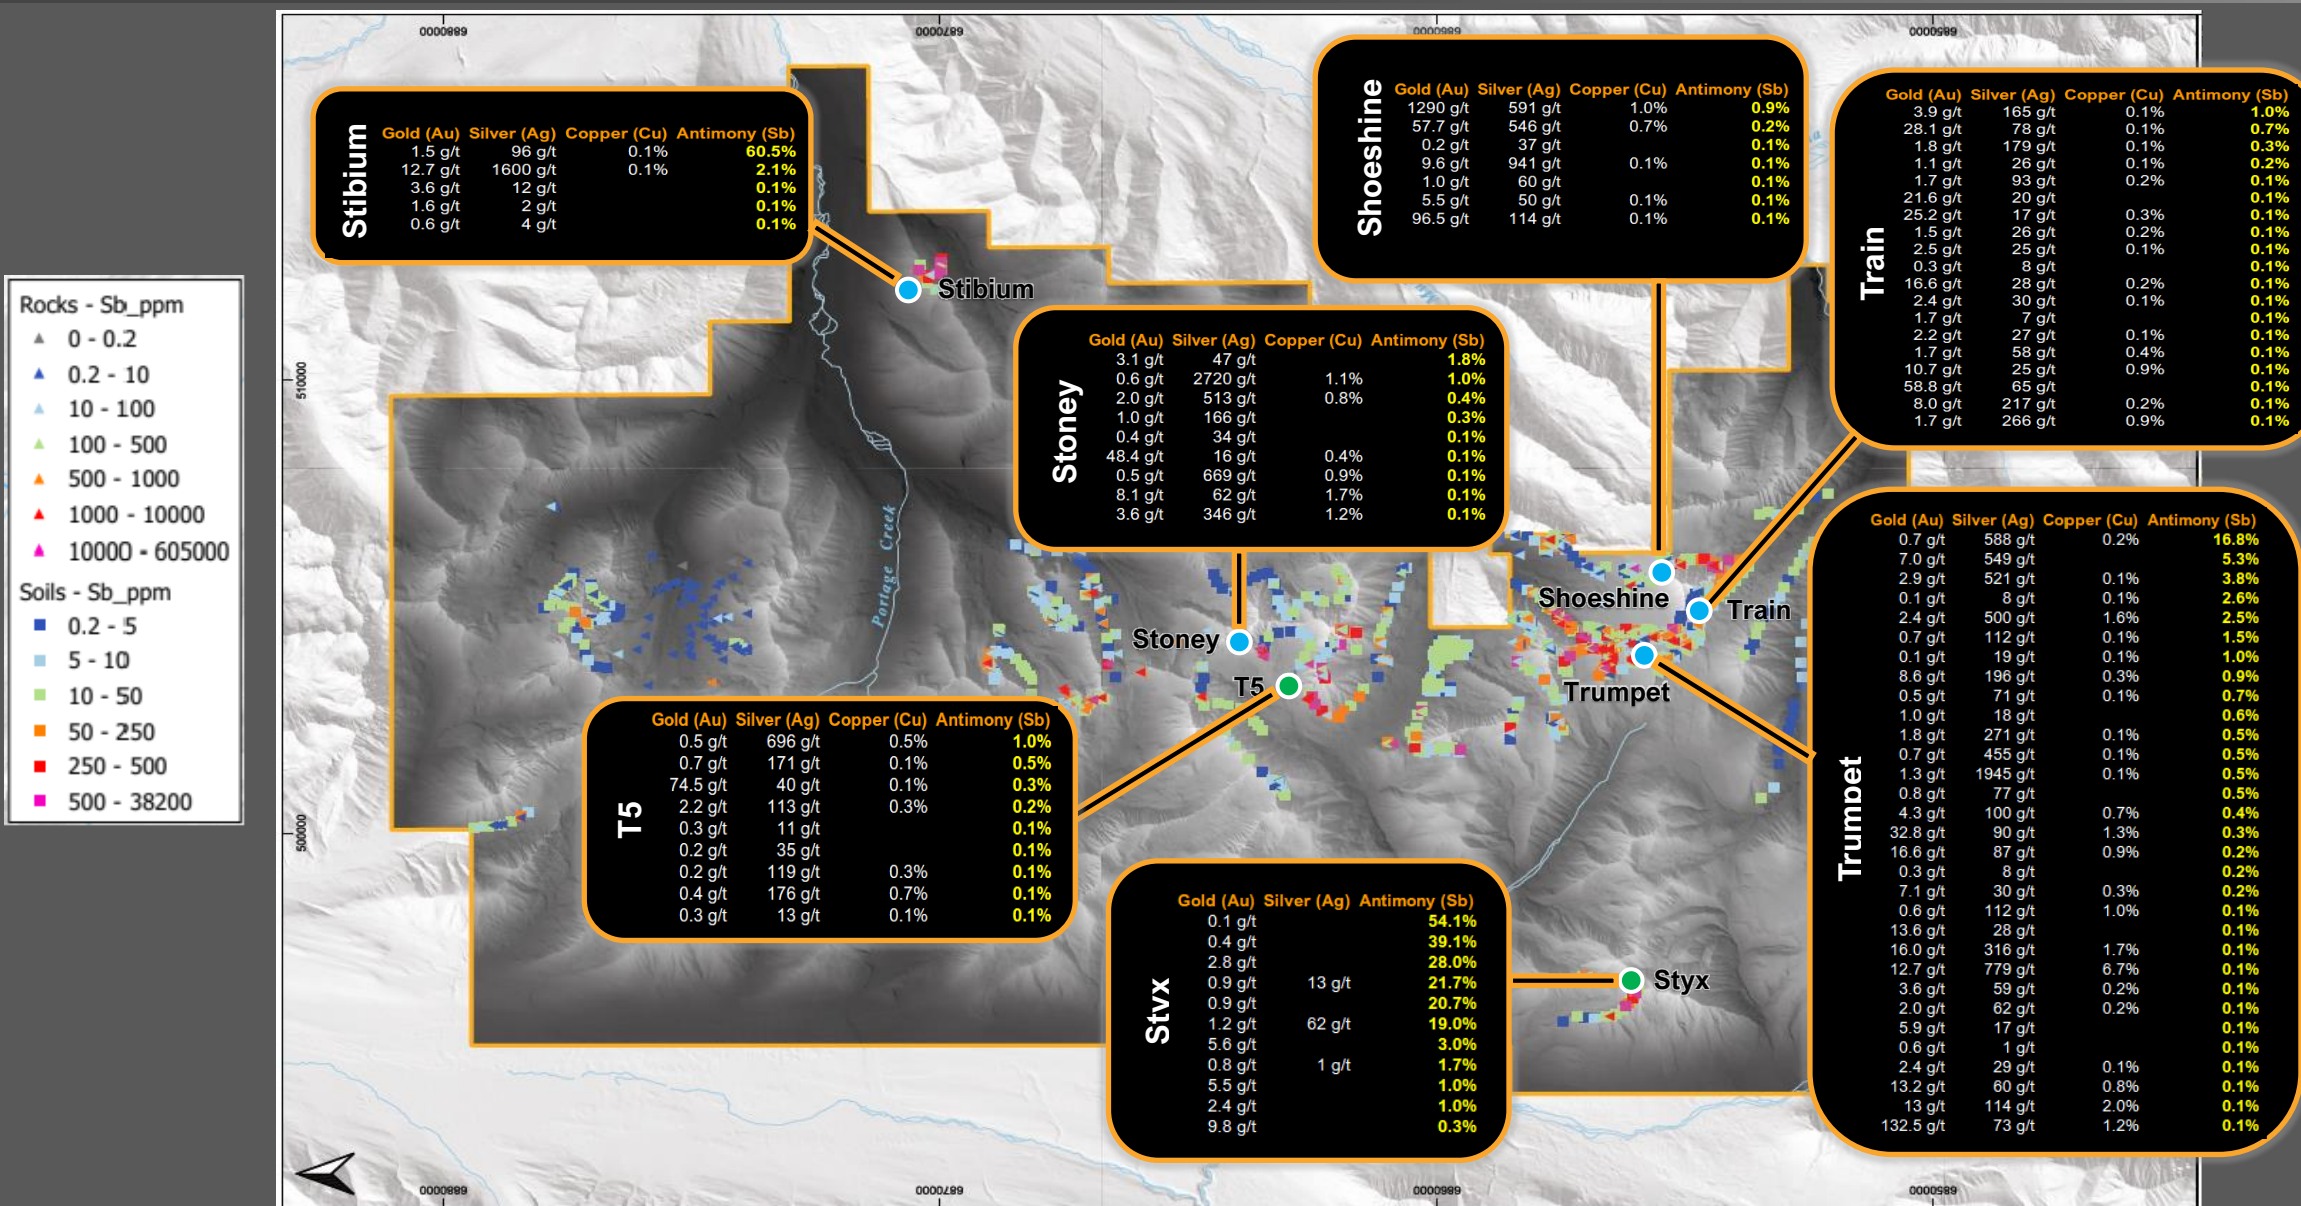 6880000
6870000
6860000
6850000
Stibium
Gold (Au) Silver (Ag) Copper (Cu) Antimony (Sb)
1.5 g/t 96 g/t 0.1% 60.5%
12.7 g/t 1600 g/t 0.1% 2.1%
3.6 g/t 12 g/t 0.1%
1.6 g/t 2 g/t 0.1%
0.6 g/t 4 g/t 0.1%
Shoeshine
Gold (Au) Silver (Ag) Copper (Cu) Antimony (Sb)
1290 g/t 591 g/t 1.0% 0.9%
57.7 g/t 546 g/t 0.7% 0.2%
0.2 g/t 37 g/t 0.1%
9.6 g/t 941 g/t 0.1% 0.1%
1.0 g/t 60 g/t 0.1%
5.5 g/t 50 g/t 0.1% 0.1%
96.5 g/t 114 g/t 0.1% 0.1%
Train
Gold (Au) Silver (Ag) Copper (Cu) Antimony (Sb)
3.9 g/t 165 g/t 0.1% 1.0%
28.1 g/t 78 g/t 0.1% 0.7%
1.8 g/t 179 g/t 0.1% 0.3%
1.1 g/t 26 g/t 0.1% 0.2%
1.7 g/t 93 g/t 0.2% 0.1%
21.6 g/t 20 g/t 0.1%
25.2 g/t 17 g/t 0.3% 0.1%
1.5 g/t 26 g/t 0.2% 0.1%
2.5 g/t 25 g/t 0.1% 0.1%
0.3 g/t 8 g/t 0.1%
16.6 g/t 28 g/t 0.2% 0.1%
2.4 g/t 30 g/t 0.1% 0.1%
1.7 g/t 7 g/t 0.1%
2.2 g/t 27 g/t 0.1% 0.1%
1.7 g/t 58 g/t 0.4% 0.1%
10.7 g/t 25 g/t 0.9% 0.1%
58.8 g/t 65 g/t 0.1%
8.0 g/t 217 g/t 0.2% 0.1%
1.7 g/t 266 g/t 0.9% 0.1%
Rocks - Sb_ppm
0 - 0.2
0.2 - 10
10 - 100
100 - 500
500 - 1000
1000 - 10000
10000 - 605000
Soils - Sb_ppm
0.2 - 5
5 - 10
10 - 50
50 - 250
250 - 500
500 - 38200
510000
500000
Stibium
Portage Creek
Stoney
Gold (Au) Silver (Ag) Copper (Cu) Antimony (Sb)
3.1 g/t 47 g/t 1.8%
0.6 g/t 2720 g/t 1.1% 1.0%
2.0 g/t 513 g/t 0.8% 0.4%
1.0 g/t 166 g/t 0.3%
0.4 g/t 34 g/t 0.1%
48.4 g/t 16 g/t 0.4% 0.1%
0.5 g/t 669 g/t 0.9% 0.1%
8.1 g/t 62 g/t 1.7% 0.1%
3.6 g/t 346 g/t 1.2% 0.1%
Shoeshine
Train
Stoney
T5
Trumpet
Trumpet
Gold (Au) Silver (Ag) Copper (Cu) Antimony (Sb)
0.7 g/t 588 g/t 0.2% 16.8%
7.0 g/t 549 g/t 5.3%
2.9 g/t 521 g/t 0.1% 3.8%
0.1 g/t 8 g/t 0.1% 2.6%
2.4 g/t 500 g/t 1.6% 2.5%
0.7 g/t 112 g/t 0.1% 1.5%
0.1 g/t 19 g/t 0.1% 1.0%
8.6 g/t 196 g/t 0.3% 0.9%
0.5 g/t 71 g/t 0.1% 0.7%
1.0 g/t 18 g/t 0.6%
1.8 g/t 271 g/t 0.1% 0.5%
0.7 g/t 455 g/t 0.1% 0.5%
1.3 g/t 1945 g/t 0.1% 0.5%
0.8 g/t 77 g/t 0.5%
4.3 g/t 100 g/t 0.7% 0.4%
32.8 g/t 90 g/t 1.3% 0.3%
16.6 g/t 87 g/t 0.9% 0.2%
0.3 g/t 8 g/t 0.2%
7.1 g/t 30 g/t 0.3% 0.2%
0.6 g/t 112 g/t 1.0% 0.1%
13.6 g/t 28 g/t 0.1%
16.0 g/t 316 g/t 1.7% 0.1%
12.7 g/t 779 g/t 6.7% 0.1%
3.6 g/t 59 g/t 0.2% 0.1%
2.0 g/t 62 g/t 0.2% 0.1%
5.9 g/t 17 g/t 0.1%
0.6 g/t 1 g/t 0.1%
2.4 g/t 29 g/t 0.1% 0.1%
13.2 g/t 60 g/t 0.8% 0.1%
13 g/t 114 g/t 2.0% 0.1%
132.5 g/t 73 g/t 1.2% 0.1%
T5
Gold (Au) Silver (Ag) Copper (Cu) Antimony (Sb)
0.5 g/t 696 g/t 0.5% 1.0%
0.7 g/t 171 g/t 0.1% 0.5%
74.5 g/t 40 g/t 0.1% 0.3%
2.2 g/t 113 g/t 0.3% 0.2%
0.3 g/t 11 g/t 0.1%
0.2 g/t 35 g/t 0.1%
0.2 g/t 119 g/t 0.3% 0.1%
0.4 g/t 176 g/t 0.7% 0.1%
0.3 g/t 13 g/t 0.1% 0.1%
Styx
Gold (Au) Silver (Ag) Antimony (Sb)
0.1 g/t 54.1%
0.4 g/t 39.1%
2.8 g/t 28.0%
0.9 g/t 13 g/t 21.7%
0.9 g/t 20.7%
1.2 g/t 62 g/t 19.0%
5.6 g/t 3.0%
0.8 g/t 1 g/t 1.7%
5.5 g/t 1.0%
2.4 g/t 1.0%
9.8 g/t 0.3%
Styx
6880000
6870000
6860000
6850000